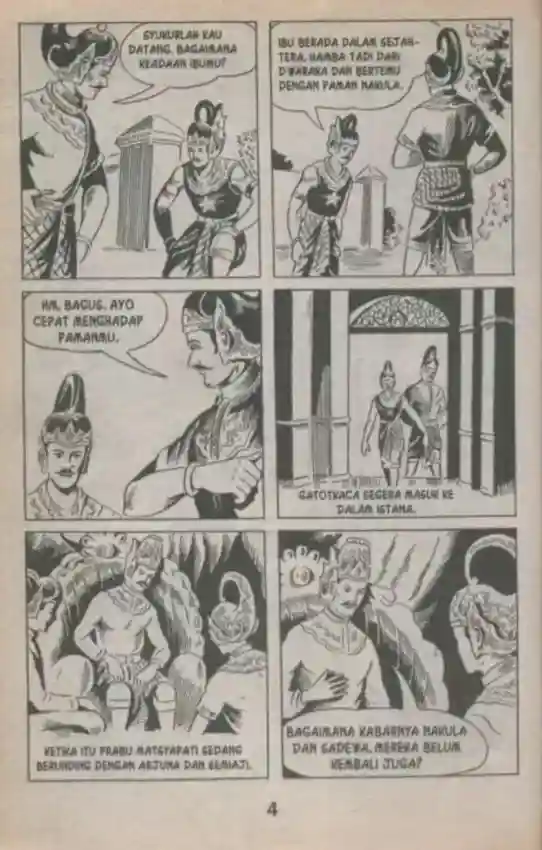 SYUKURLAH KAU
DATANG. BAGAIMANA
KEADAAN IBUMU?
IBU BERADA DALAM SEJAH-
TERA. HAMBA TADI DARI
D'WARAKA DAN BERTEMU
DENGAN PAMAN NAKULA.
HM, BAGUS. AYO
CEPAT MENGHADAP
PAMANMU.
GATOTKACA SEGERA MASUK KE
DALAM ISTANA.
KETIKA ITU PRABU MATSYAPATI SEDANG
BERUNDING DENGAN ARJUNA DAN SEMIAJI.
BAGAIMANA KABARNYA NAKULA
DAN SADEWA. MEREKA BELUM
KEMBALI JUGA?
4